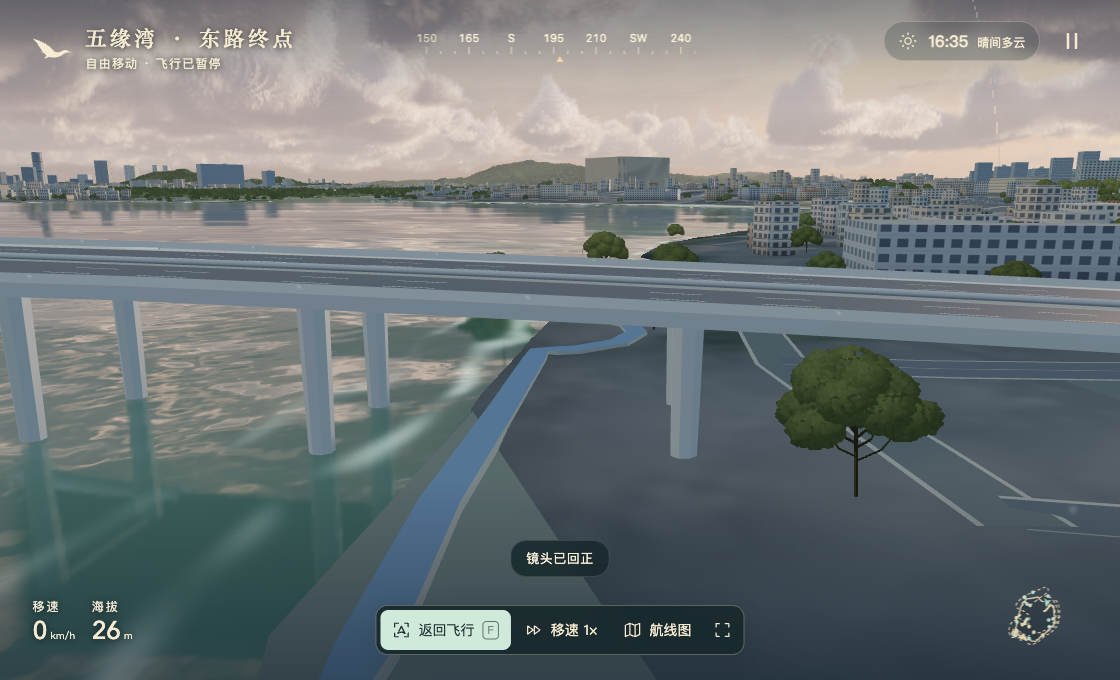 五缘湾 · 东路终点
自由移动 · 飞行已暂停
150 165 S 195 210 SW 240
16:35 晴间多云
镜头已回正
移速 海拔
0 km/h 26 m
返回飞行 F 移速 1× 航线图